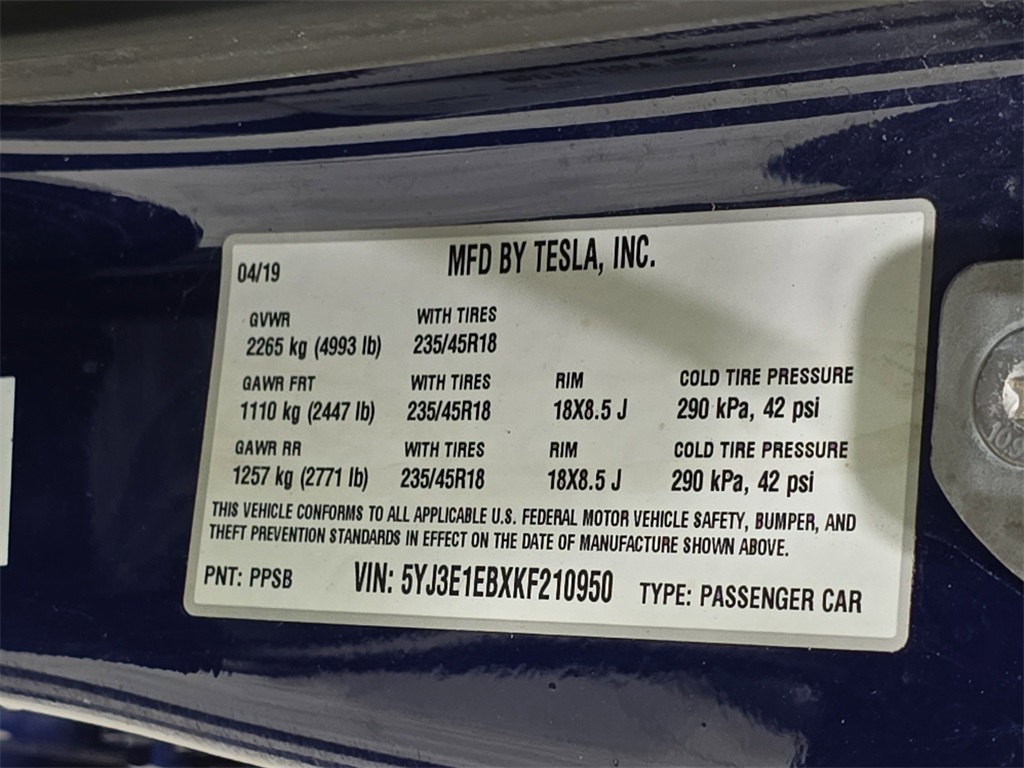 MFD BY TESLA, INC.
04/19
GVWR WITH TIRES
2265 kg (4993 lb) 235/45R18
GAWR FRT WITH TIRES RIM COLD TIRE PRESSURE
1110 kg (2447 lb) 235/45R18 18X8.5 J 290 kPa, 42 psi
GAWR RR WITH TIRES RIM COLD TIRE PRESSURE
1257 kg (2771 lb) 235/45R18 18X8.5 J 290 kPa, 42 psi
THIS VEHICLE CONFORMS TO ALL APPLICABLE U.S. FEDERAL MOTOR VEHICLE SAFETY, BUMPER, AND
THEFT PREVENTION STANDARDS IN EFFECT ON THE DATE OF MANUFACTURE SHOWN ABOVE.
PNT: PPSB VIN: 5YJ3E1EBXKF210950 TYPE: PASSENGER CAR